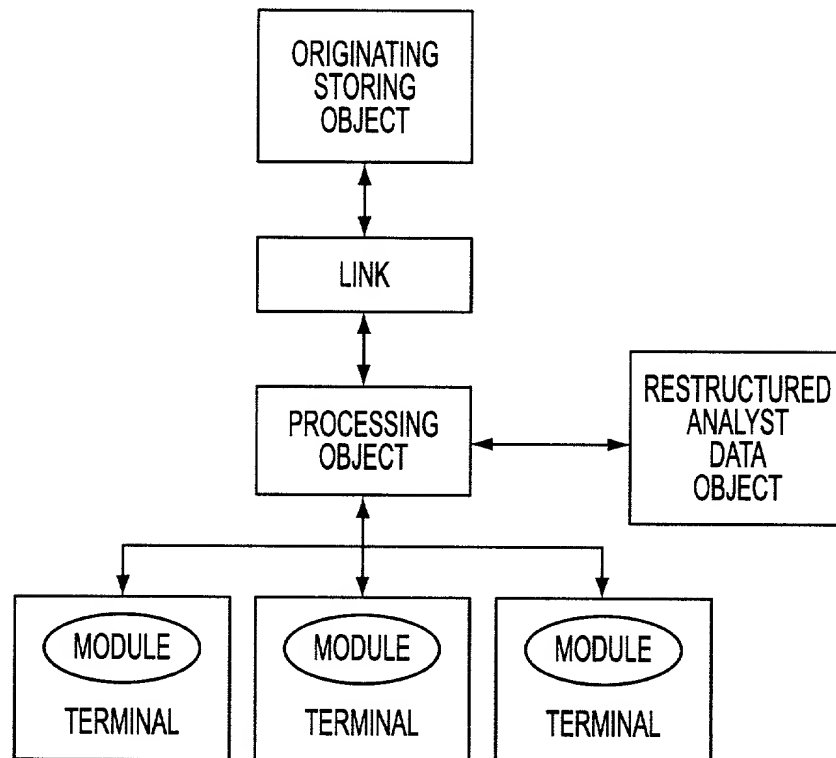 ORIGINATING
STORING
OBJECT
LINK
PROCESSING
OBJECT
RESTRUCTURED
ANALYST
DATA
OBJECT
MODULE
TERMINAL
MODULE
TERMINAL
MODULE
TERMINAL